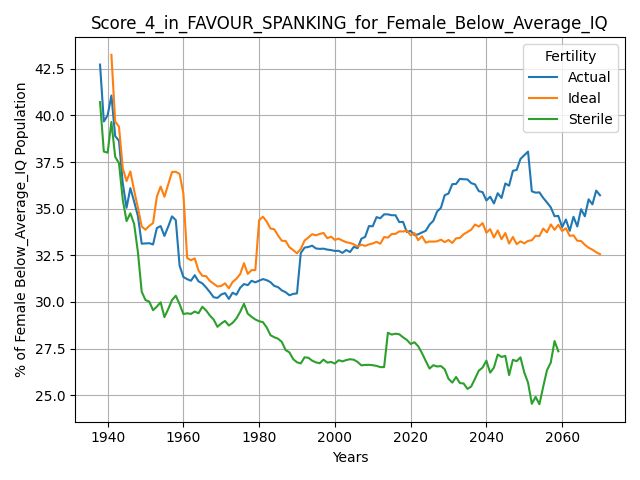 Score_4_in_FAVOUR_SPANKING_for_Female_Below_Average_IQ
Fertility
Actual
Ideal
Sterile
% of Female Below_Average_IQ Population
42.5
40.0
37.5
35.0
32.5
30.0
27.5
25.0
1940 1960 1980 2000 2020 2040 2060
Years